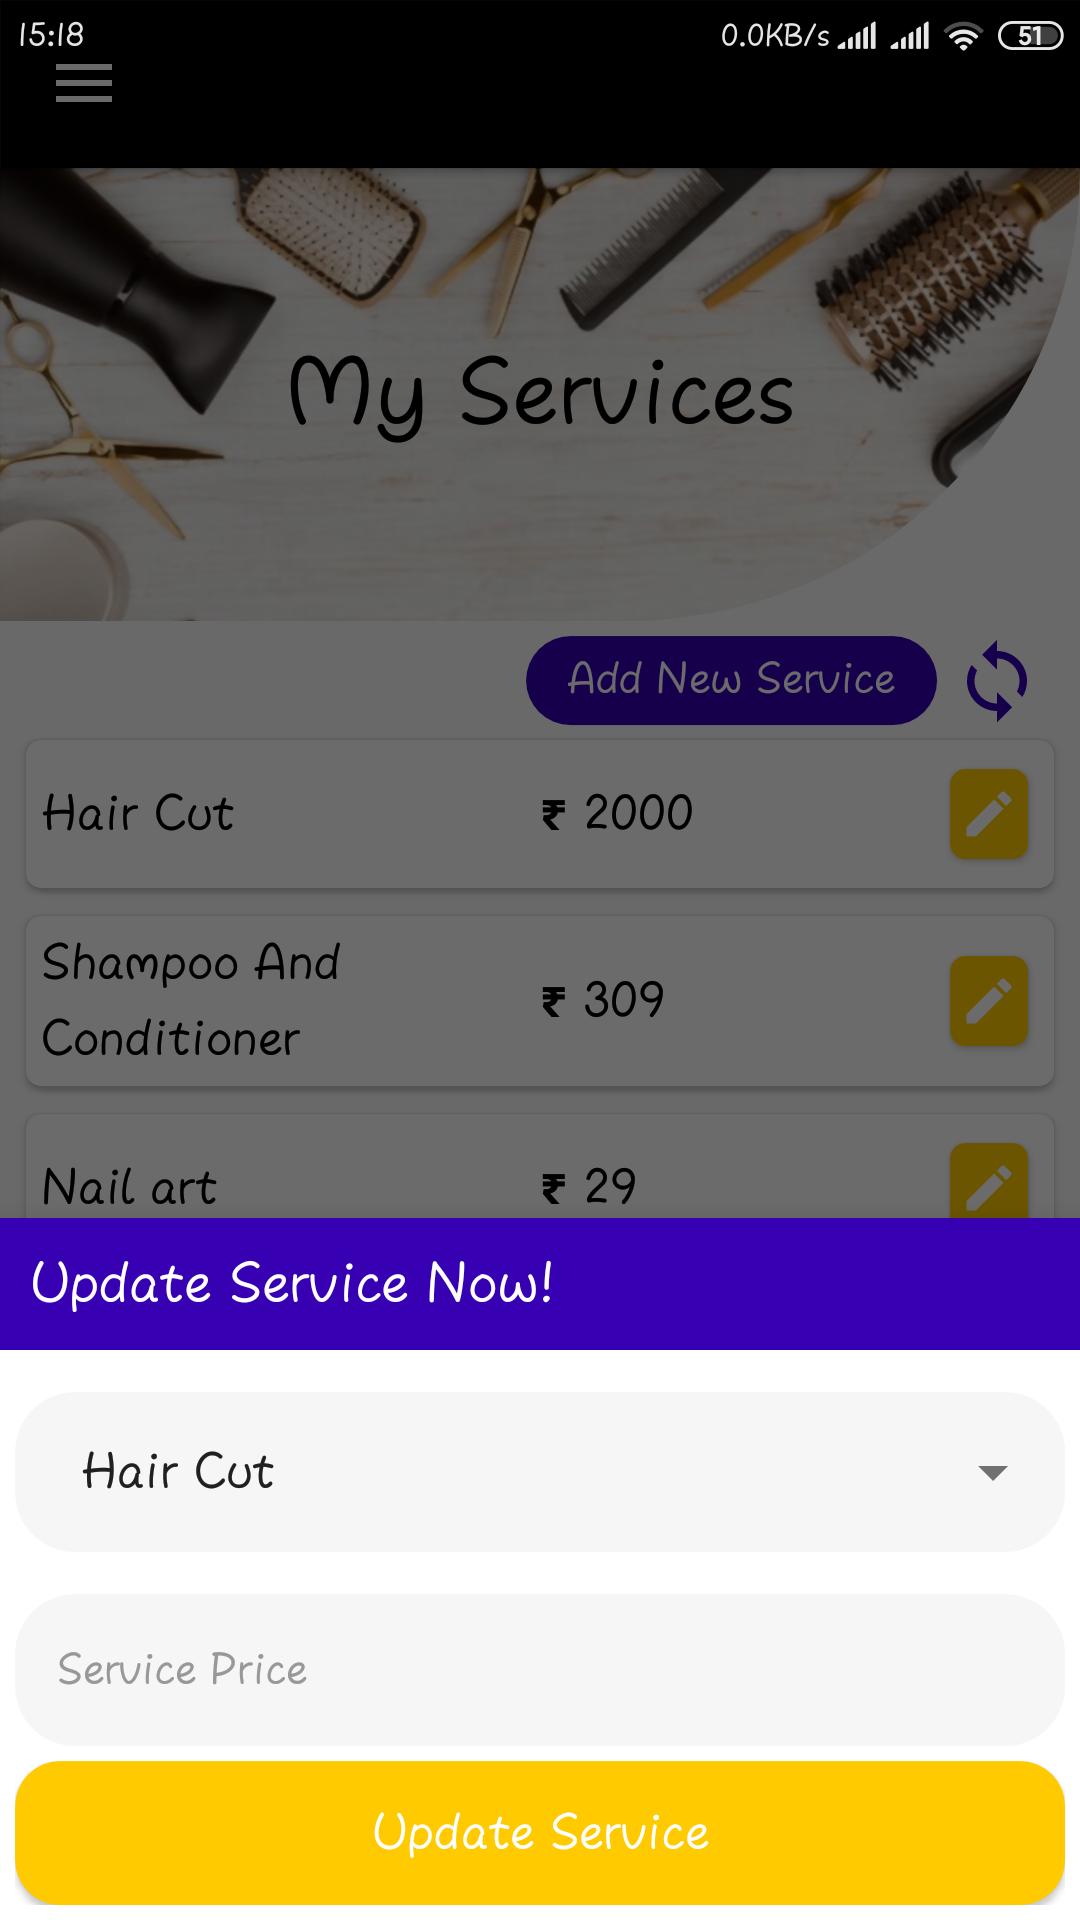 15:18
0.0KB/s
51
My Services
Add New Service
Hair Cut
₹ 2000
Shampoo And
Conditioner
₹ 309
Nail art
₹ 29
Update Service Now!
Hair Cut
Service Price
Update Service